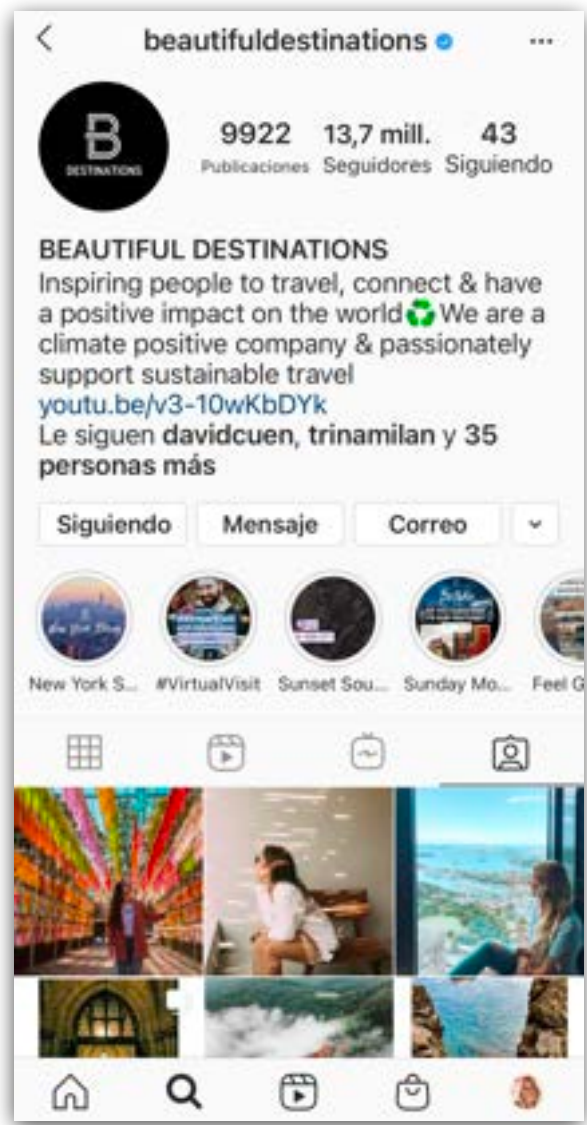 beautifuldestinations
B
DESTINATIONS
9922 13,7 mill. 43
Publicaciones Seguidores Siguiendo
BEAUTIFUL DESTINATIONS
Inspiring people to travel, connect & have
a positive impact on the world♻️We are a
climate positive company & passionately
support sustainable travel
youtu.be/v3-10wKbDYk
Le siguen davidcuen, trinamilan y 35
personas más
Siguiendo Mensaje Correo
New York S... #VirtualVisit Sunset Sou... Sunday Mo... Feel G